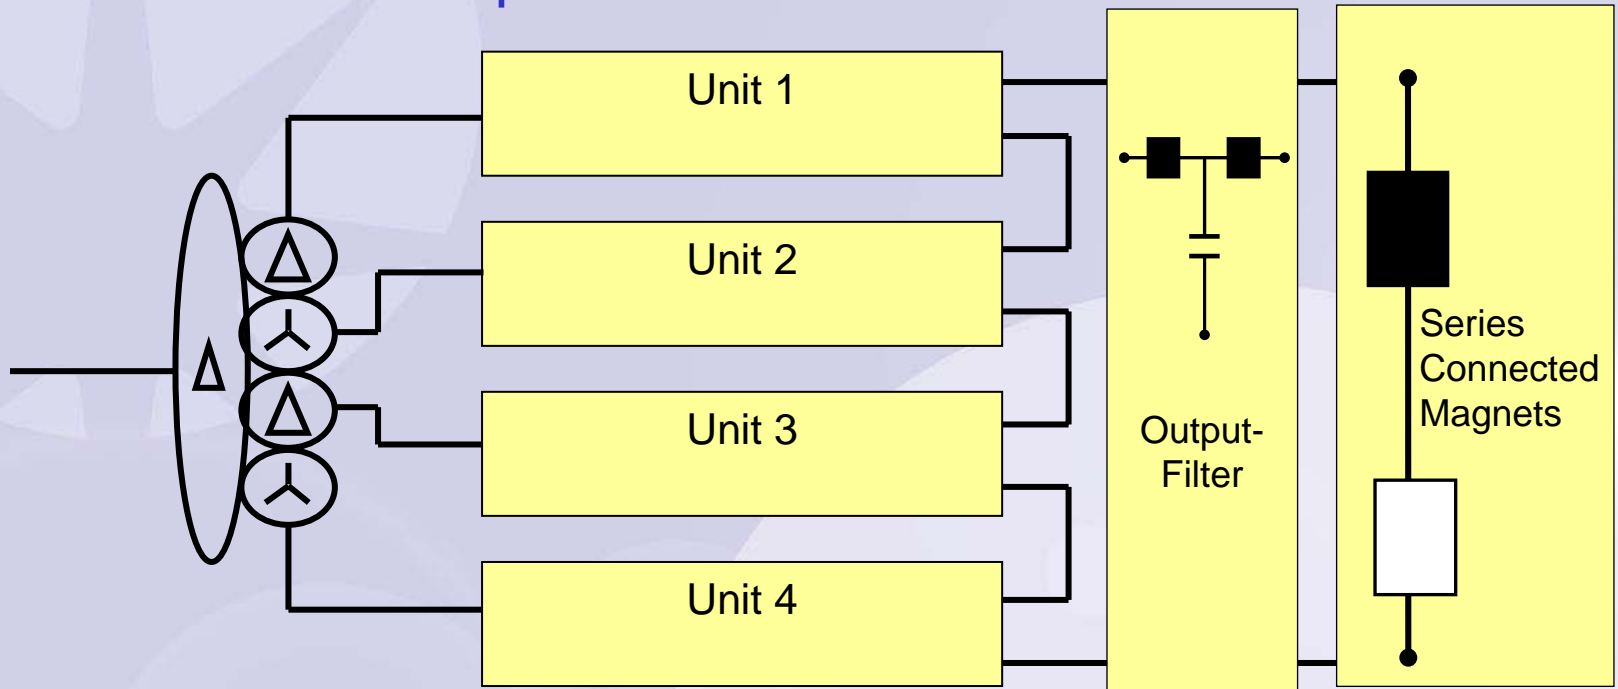 Unit 1
Unit 2
Unit 3
Unit 4
Output-
Filter
Series
Connected
Magnets